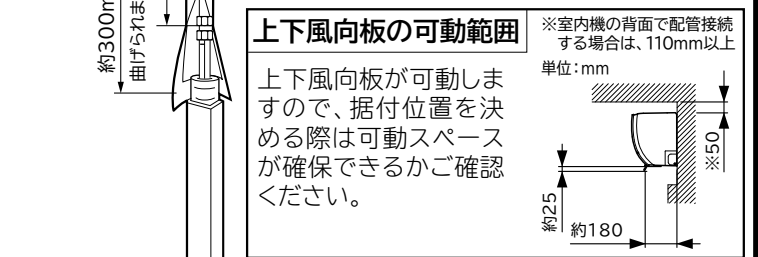 約300m
曲げられま
上下風向板の可動範囲
※室内機の背面で配管接続
する場合は、110mm以上
単位:mm
上下風向板が可動しま
すので、据付位置を決
める際は可動スペース
が確保できるかご確認
ください。
※50
約25
約180